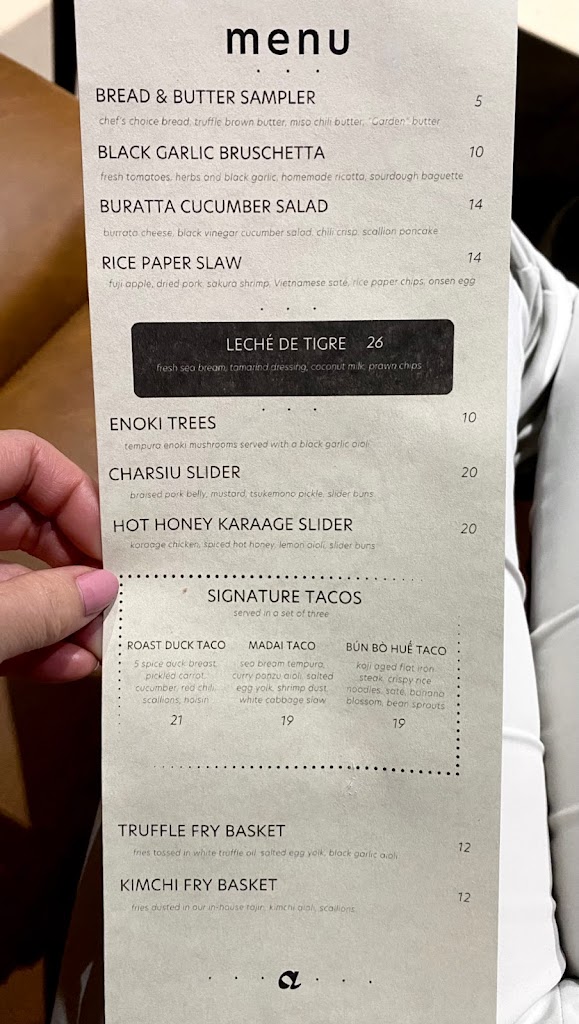 menu
BREAD & BUTTER SAMPLER 5
chef's choice bread, truffle brown butter, miso chili butter, "Garden" butter
BLACK GARLIC BRUSCHETTA 10
fresh tomatoes, herbs and black garlic, homemade ricotta, sourdough baguette
BURATTA CUCUMBER SALAD 14
burrata cheese, black vinegar cucumber salad, chili crisp, scallion pancake
RICE PAPER SLAW 14
fuji apple, dried pork, sakura shrimp, Vietnamese saté, rice paper chips, onsen egg
LECHÉ DE TIGRE 26
fresh sea bream, tamarind dressing, coconut milk, prawn chips
ENOKI TREES 10
tempura enoki mushrooms served with a black garlic aioli
CHARSIU SLIDER 20
braised pork belly, mustard, tsukemono pickle, slider buns
HOT HONEY KARAAGE SLIDER 20
karaage chicken, spiced hot honey, lemon aioli, slider buns
SIGNATURE TACOS
served in a set of three
ROAST DUCK TACO
5 spice duck breast,
pickled carrot,
cucumber, red chili,
scallions, hoisin
21
MADAI TACO
sea bream tempura,
curry ponzu aioli, salted
egg yolk, shrimp dust,
white cabbage slaw
19
BÚN BÒ HUẾ TACO
koji aged flat iron
steak, crispy rice
noodles, saté, banana
blossom, bean sprouts
19
TRUFFLE FRY BASKET 12
fries tossed in white truffle oil, salted egg yolk, black garlic aioli
KIMCHI FRY BASKET 12
fries dusted in our in-house tajin, kimchi aioli, scallions
a